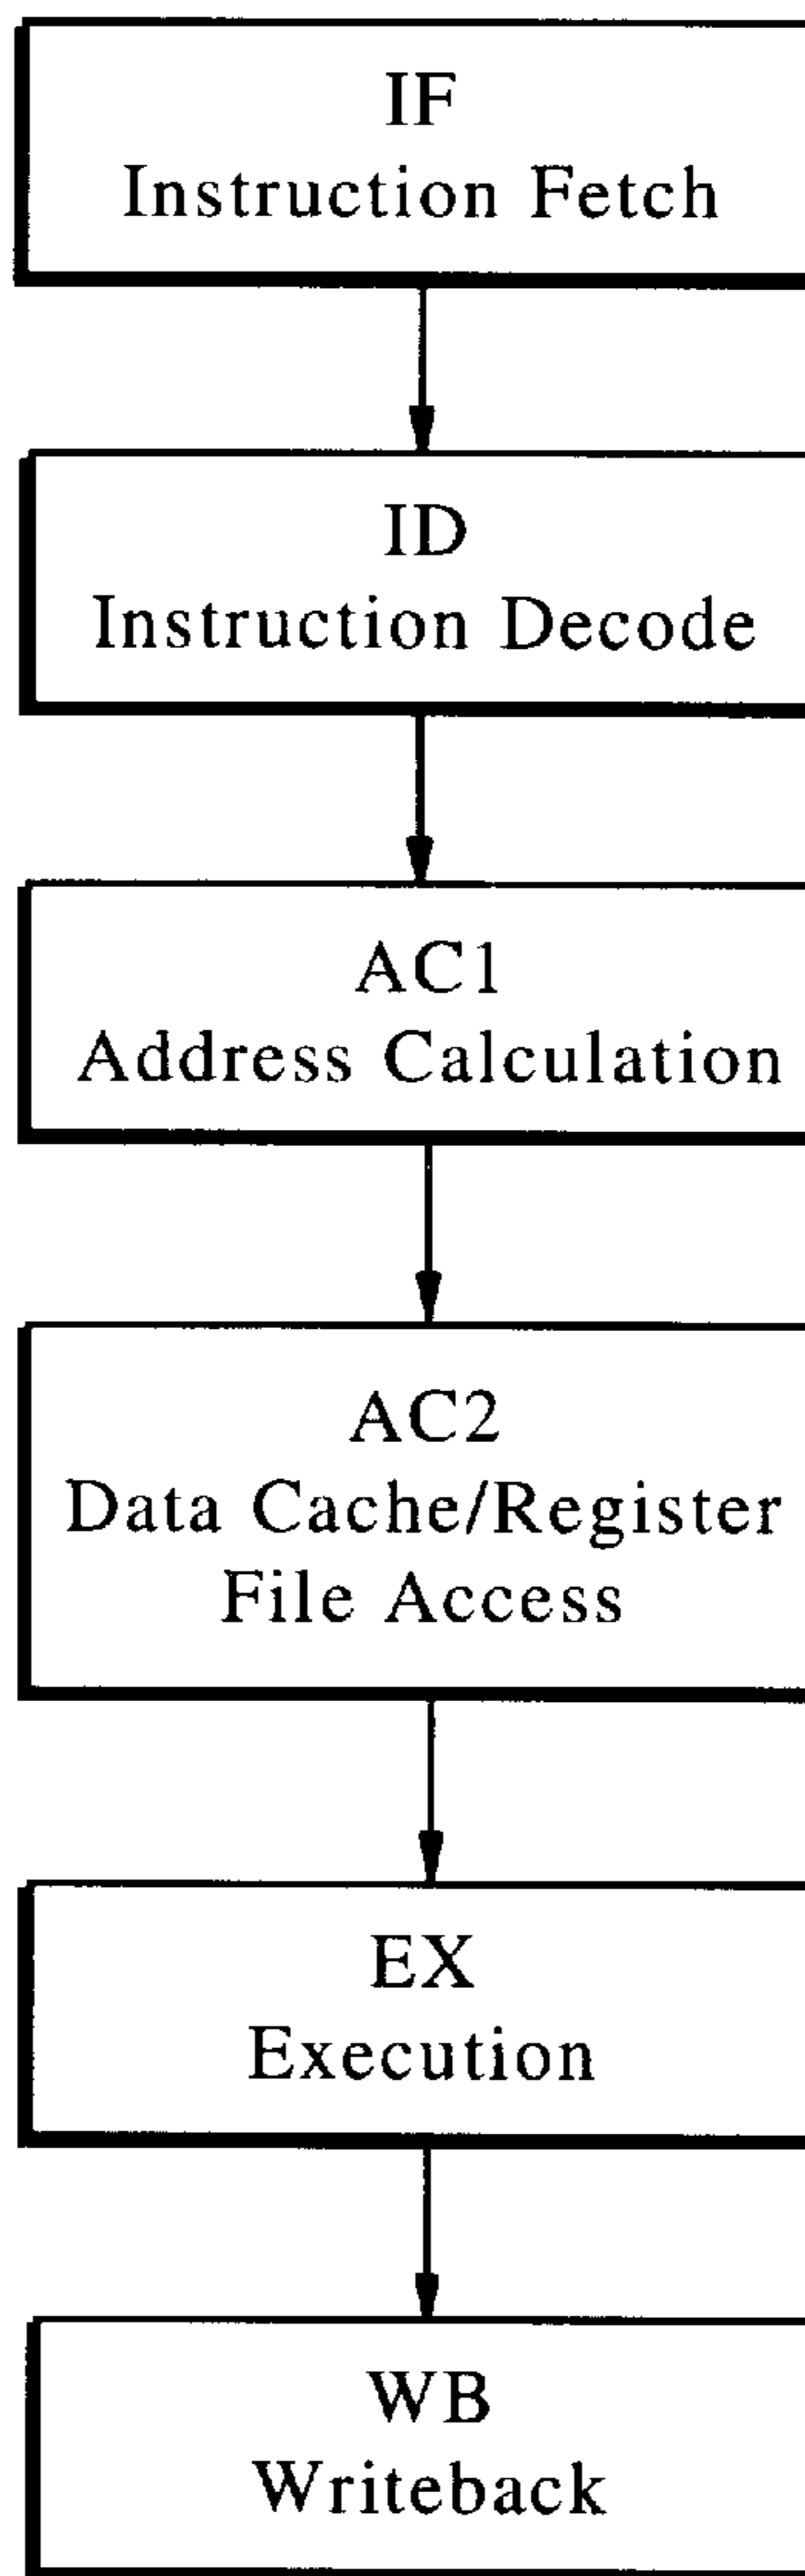 IF
Instruction Fetch
ID
Instruction Decode
AC1
Address Calculation
AC2
Data Cache/Register
File Access
EX
Execution
WB
Writeback